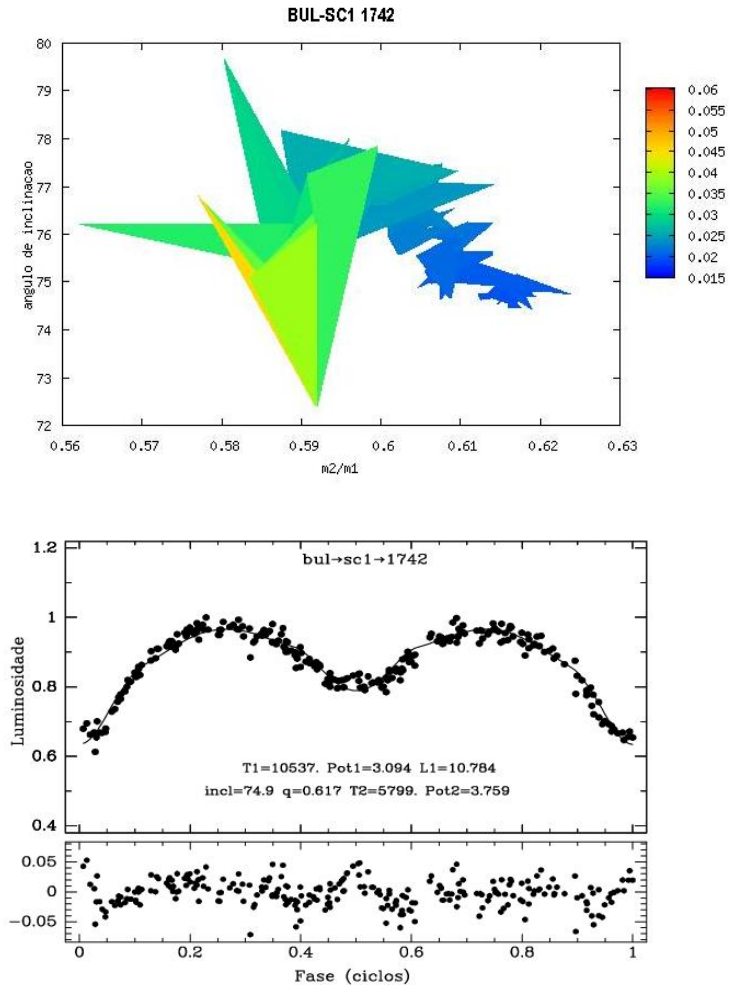 BUL-SC1 1742
80
79
78
77
76
75
74
73
72
angulo de inclinacao
0.56 0.57 0.58 0.59 0.6 0.61 0.62 0.63
m2/m1
0.06
0.055
0.05
0.045
0.04
0.035
0.03
0.025
0.02
0.015
bul→sc1→1742
1.2
1
0.8
0.6
0.4
Luminosidade
T1=10537. Pot1=3.094 L1=10.784
incl=74.9 q=0.617 T2=5799. Pot2=3.759
0.05
0
−0.05
0 0.2 0.4 0.6 0.8 1
Fase (ciclos)